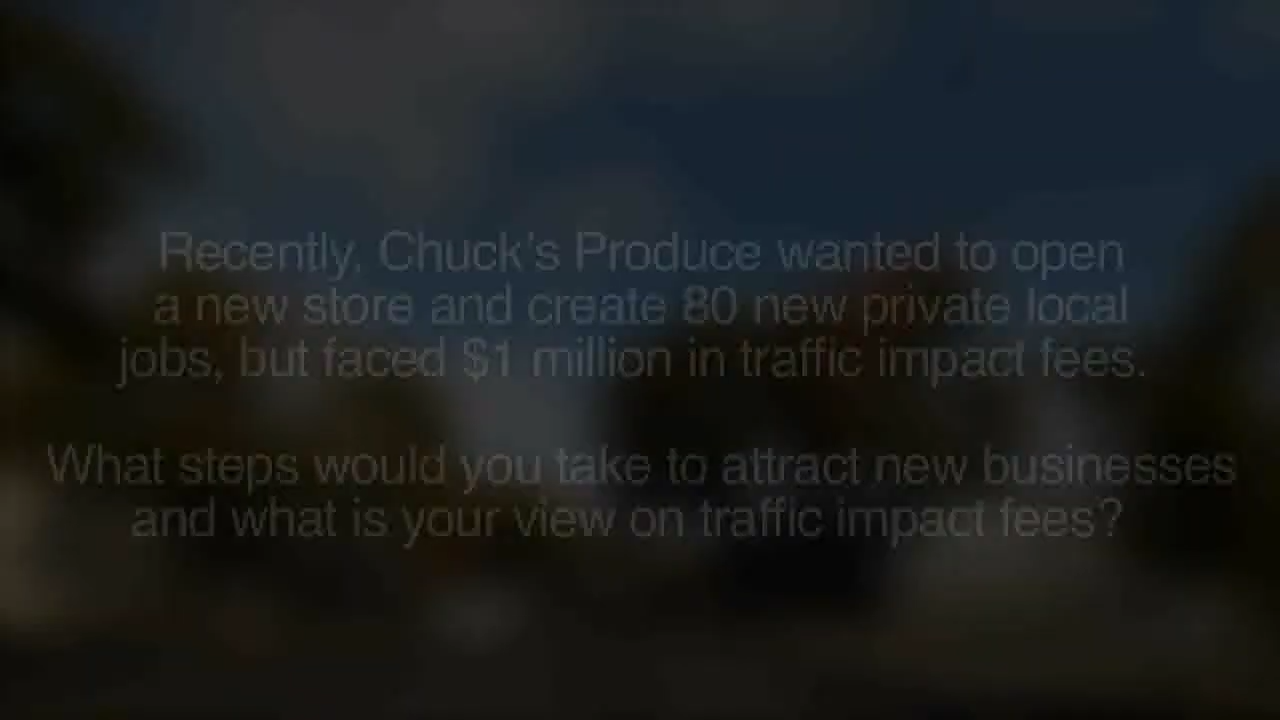 Recently, Chuck's Produce wanted to open
a new store and create 80 new private local
jobs, but faced $1 million in traffic impact fees.
What steps would you take to attract new businesses
and what is your view on traffic impact fees?